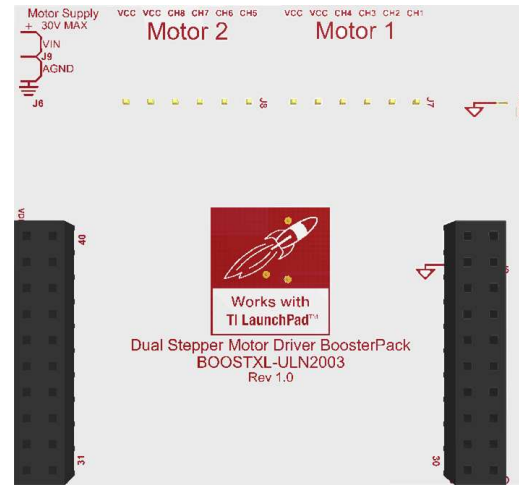 Motor Supply
+ 30V MAX
VCC VCC CH8 CH7 CH6 CH5
VCC VCC CH4 CH3 CH2 CH1
Motor 2
Motor 1
VIN
J9
AGND
J6
J8
J7
40
Works with
TI LaunchPad™
Dual Stepper Motor Driver BoosterPack
BOOSTXL-ULN2003
Rev 1.0
31
30